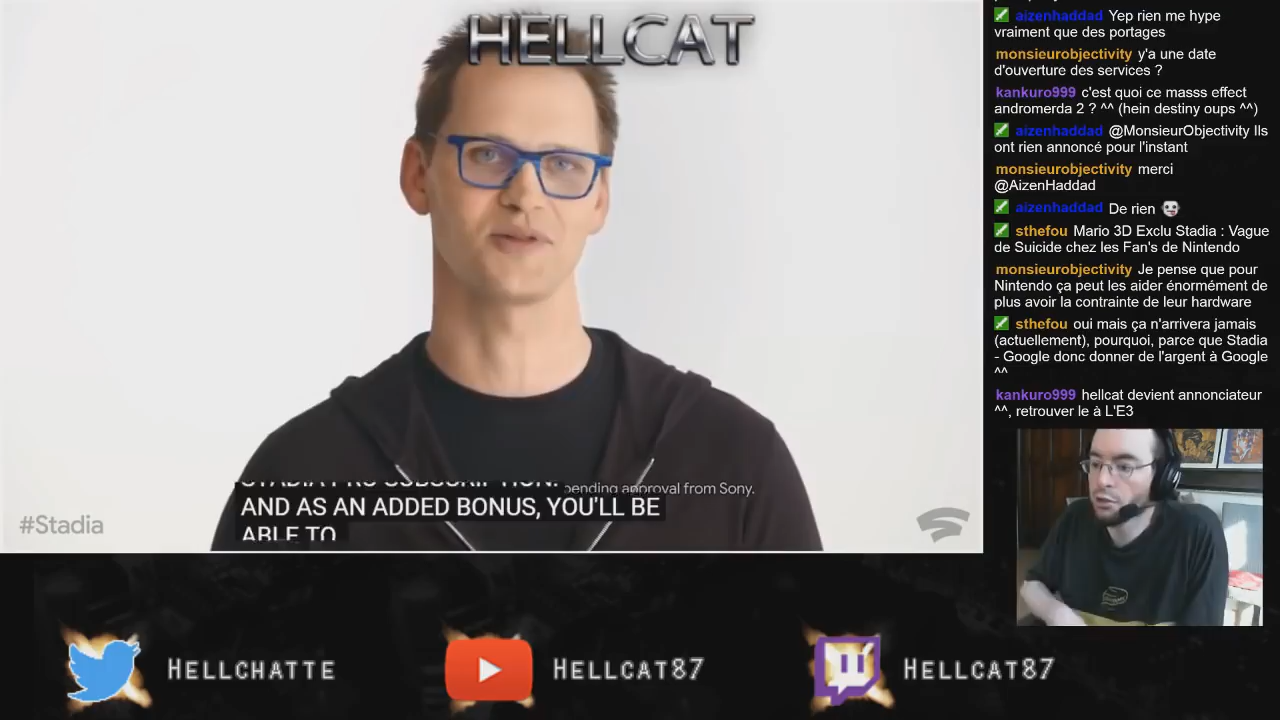 HELLCAT
STADIA PRO SUBSCRIPTION.
pending approval from Sony.
AND AS AN ADDED BONUS, YOU'LL BE
ABLE TO
#Stadia
aizenhaddad Yep rien me hype
vraiment que des portages
monsieurobjectivity y'a une date
d'ouverture des services ?
kankuro999 c'est quoi ce masss effect
andromerda 2 ? ^^ (hein destiny oups ^^)
aizenhaddad @MonsieurObjectivity Ils
ont rien annoncé pour l'instant
monsieurobjectivity merci
@AizenHaddad
aizenhaddad De rien
sthefou Mario 3D Exclu Stadia : Vague
de Suicide chez les Fan's de Nintendo
monsieurobjectivity Je pense que pour
Nintendo ça peut les aider énormément de
plus avoir la contrainte de leur hardware
sthefou oui mais ça n'arrivera jamais
(actuellement), pourquoi, parce que Stadia
- Google donc donner de l'argent à Google
^^
kankuro999 hellcat devient annonciateur
^^, retrouver le à L'E3
HELLCHATTE
HELLCAT87
HELLCAT87